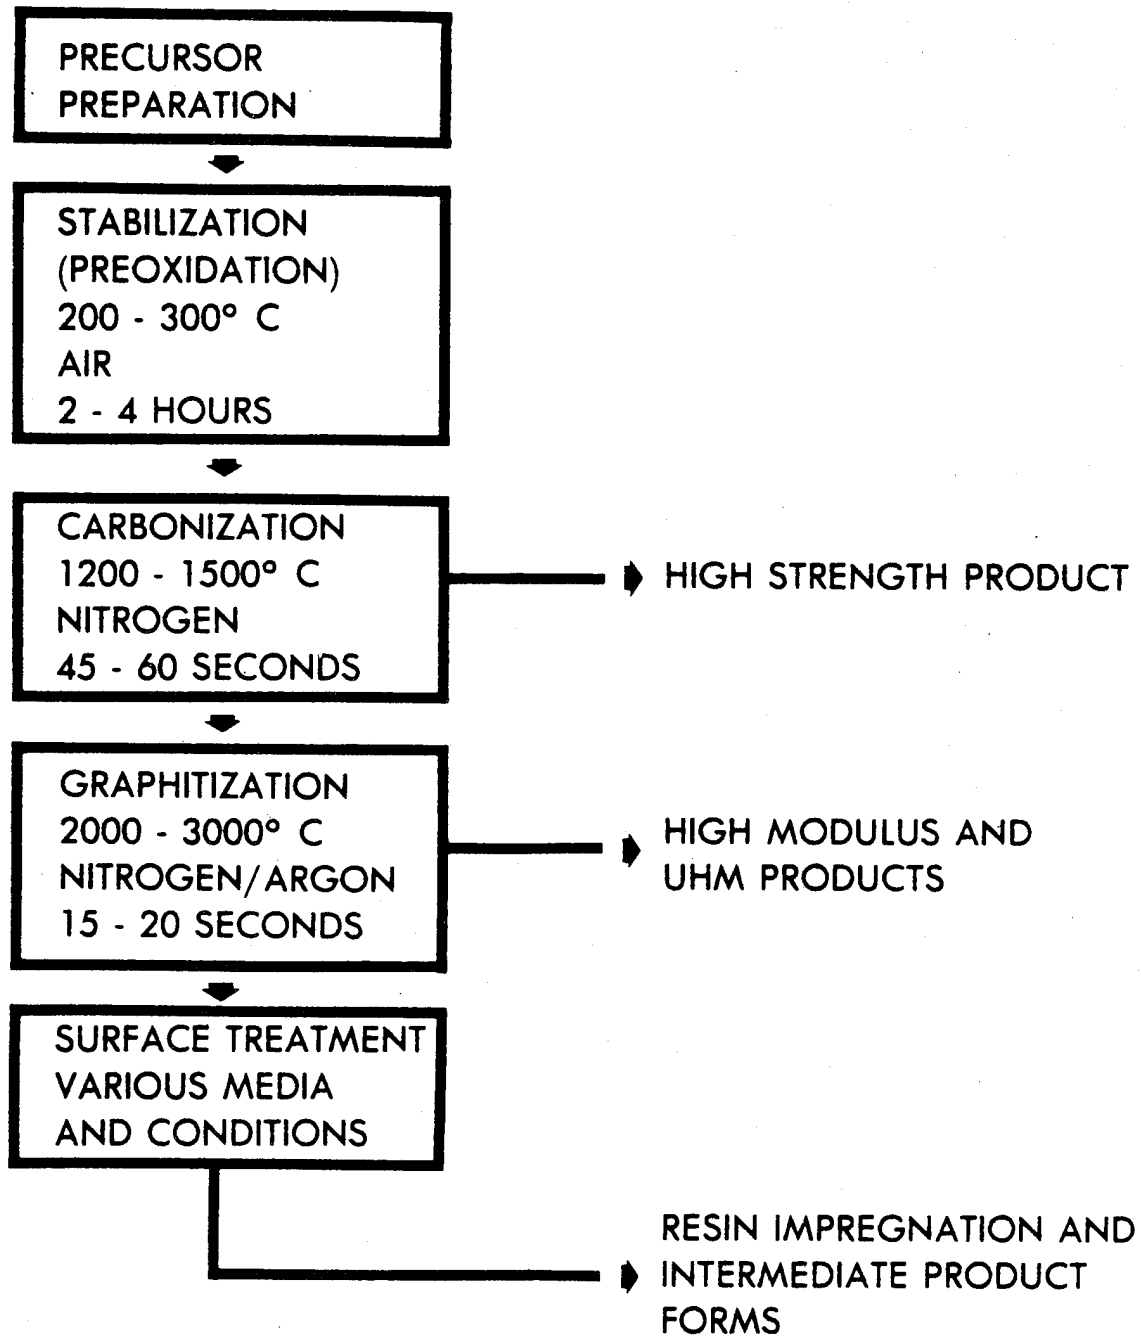 PRECURSOR
PREPARATION
STABILIZATION
(PREOXIDATION)
200 - 300° C
AIR
2 - 4 HOURS
CARBONIZATION
1200 - 1500° C
NITROGEN
45 - 60 SECONDS
HIGH STRENGTH PRODUCT
GRAPHITIZATION
2000 - 3000° C
NITROGEN/ARGON
15 - 20 SECONDS
HIGH MODULUS AND
UHM PRODUCTS
SURFACE TREATMENT
VARIOUS MEDIA
AND CONDITIONS
RESIN IMPREGNATION AND
INTERMEDIATE PRODUCT
FORMS